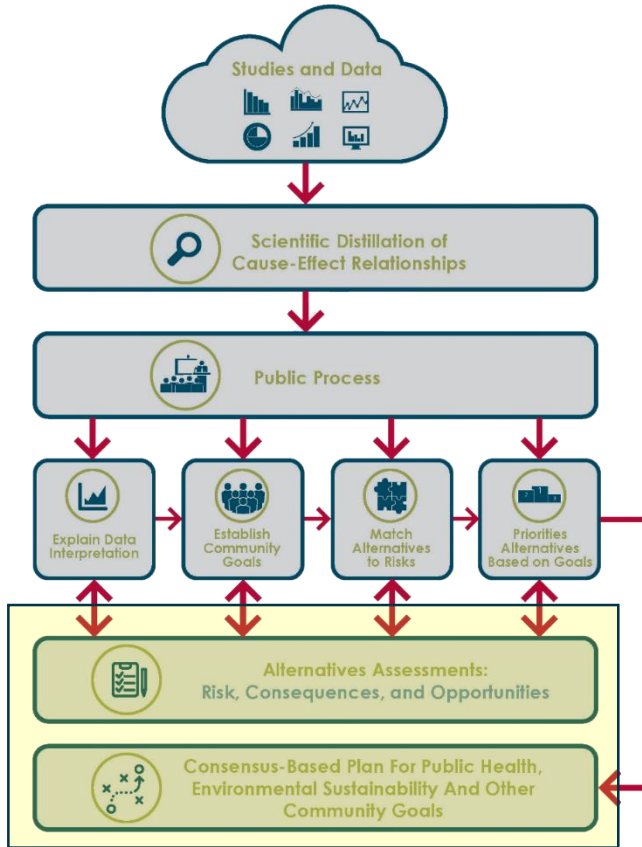 Studies and Data
Scientific Distillation of
Cause-Effect Relationships
Public Process
Explain Data
Interpretation
Establish
Community
Goals
Match
Alternatives
to Risks
Priorities
Alternatives
Based on Goals
Alternatives Assessments:
Risk, Consequences, and Opportunities
Consensus-Based Plan For Public Health,
Environmental Sustainability And Other
Community Goals